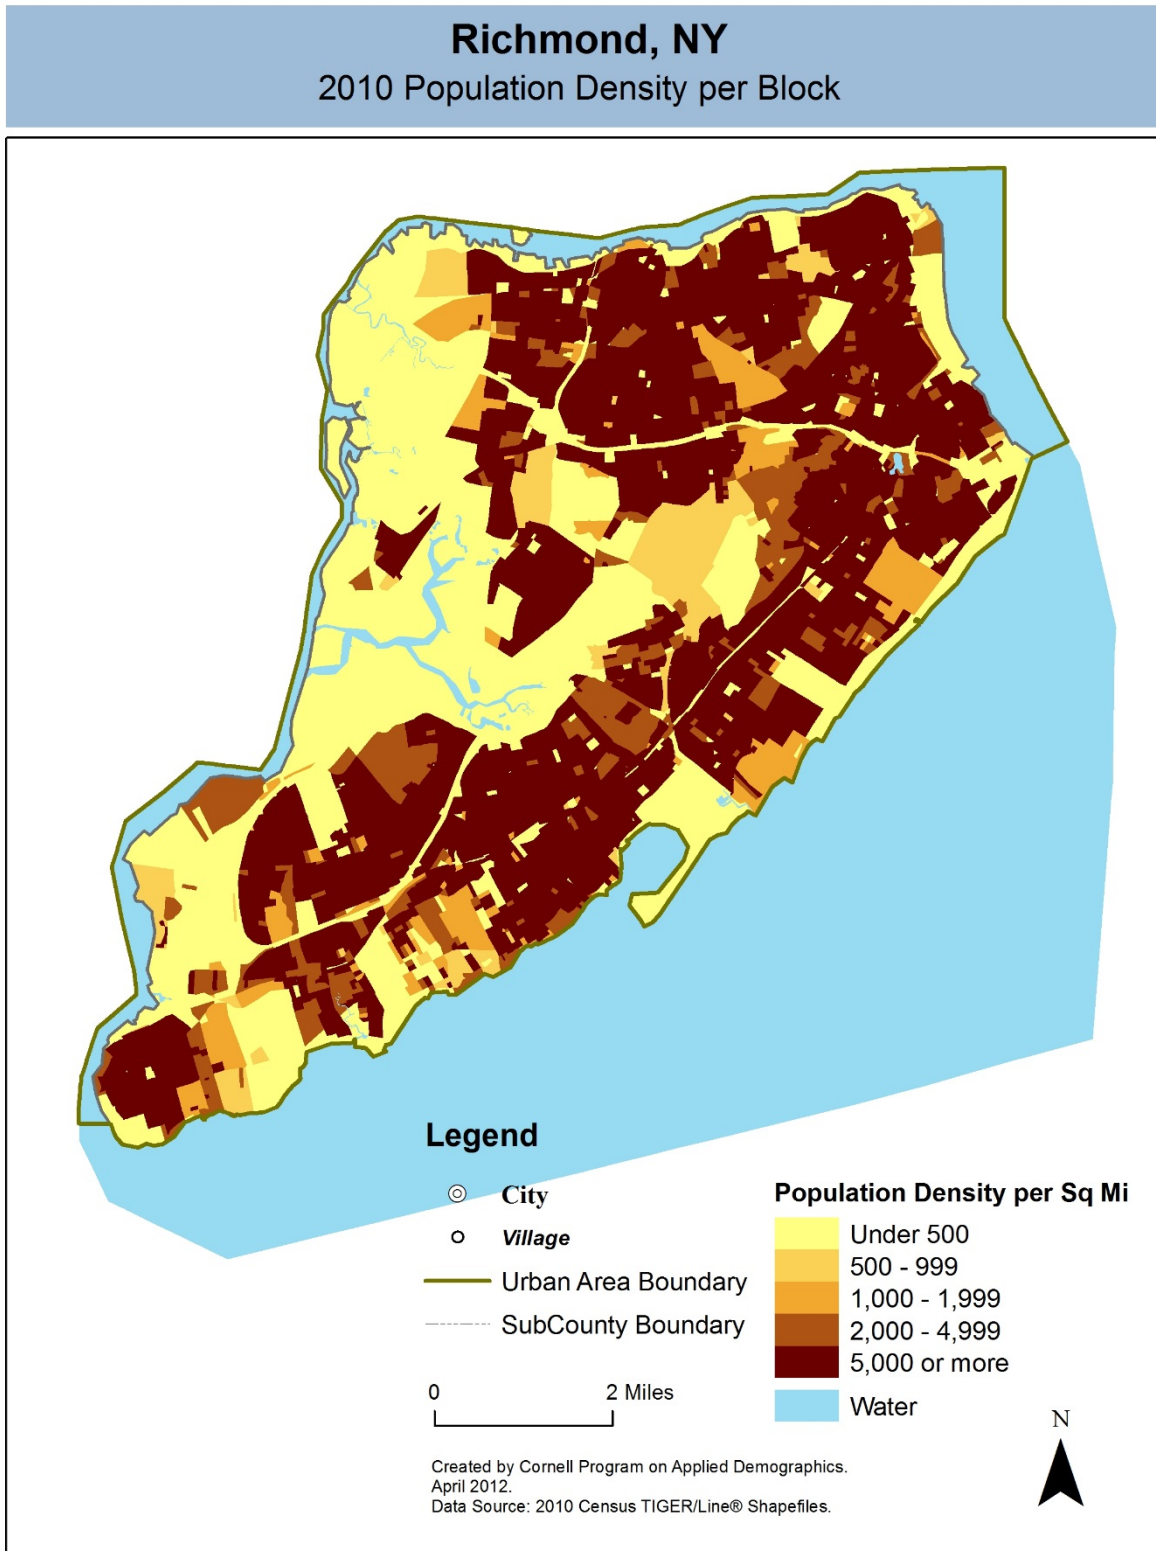 Richmond, NY
2010 Population Density per Block
Legend
City
Village
Urban Area Boundary
SubCounty Boundary
0 2 Miles
Population Density per Sq Mi
Under 500
500 - 999
1,000 - 1,999
2,000 - 4,999
5,000 or more
Water
N
Created by Cornell Program on Applied Demographics.
April 2012.
Data Source: 2010 Census TIGER/Line® Shapefiles.